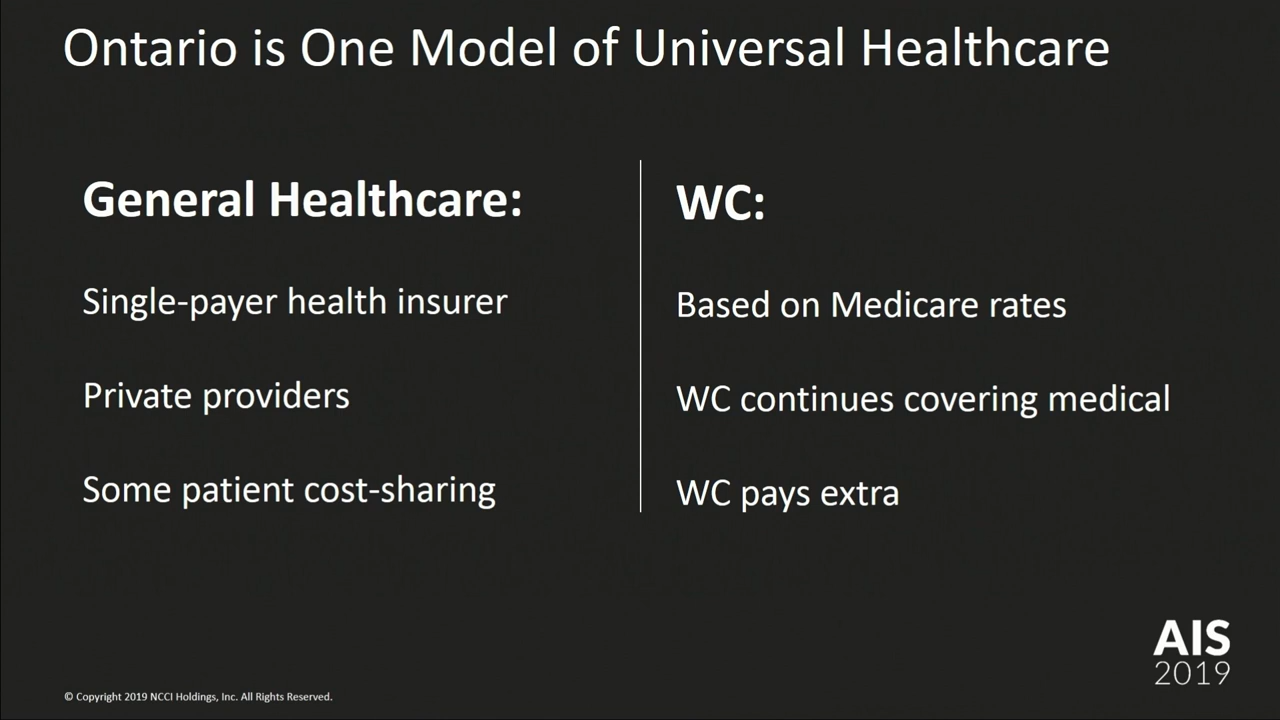 Ontario is One Model of Universal Healthcare
General Healthcare:
Single-payer health insurer
Private providers
Some patient cost-sharing
WC:
Based on Medicare rates
WC continues covering medical
WC pays extra
AIS
2019
© Copyright 2019 NCCI Holdings, Inc. All Rights Reserved.